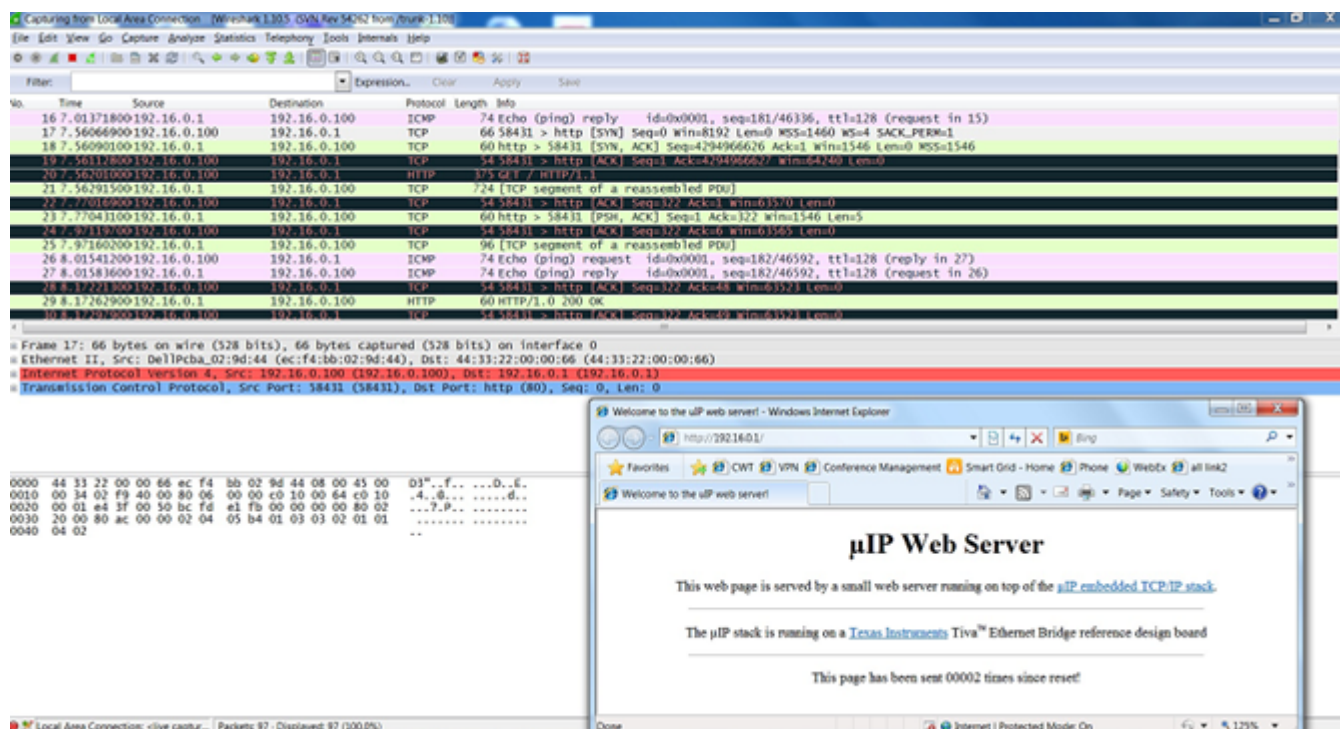 Capturing from Local Area Connection [Wireshark 1.10.5 (SVN Rev 54262 from /trunk-1.10)]
File Edit View Go Capture Analyze Statistics Telephony Tools Internals Help
Filter: Expression... Clear Apply Save
No. Time Source Destination Protocol Length Info
16 7.01371800 192.16.0.1 192.16.0.100 ICMP 74 Echo (ping) reply id=0x0001, seq=181/46336, ttl=128 (request in 15)
17 7.56066900 192.16.0.100 192.16.0.1 TCP 66 58431 > http [SYN] Seq=0 Win=8192 Len=0 MSS=1460 WS=4 SACK_PERM=1
18 7.56090100 192.16.0.1 192.16.0.100 TCP 60 http > 58431 [SYN, ACK] Seq=4294966626 Ack=1 Win=1546 Len=0 MSS=1546
19 7.56112800 192.16.0.100 192.16.0.1 TCP 54 58431 > http [ACK] Seq=1 Ack=4294966627 Win=64240 Len=0
20 7.56201000 192.16.0.100 192.16.0.1 HTTP 375 GET / HTTP/1.1
21 7.56291500 192.16.0.1 192.16.0.100 TCP 724 [TCP segment of a reassembled PDU]
22 7.77016900 192.16.0.100 192.16.0.1 TCP 54 58431 > http [ACK] Seq=322 Ack=1 Win=63570 Len=0
23 7.77043100 192.16.0.1 192.16.0.100 TCP 60 http > 58431 [PSH, ACK] Seq=1 Ack=322 Win=1546 Len=5
24 7.97119700 192.16.0.100 192.16.0.1 TCP 54 58431 > http [ACK] Seq=322 Ack=6 Win=63565 Len=0
25 7.97160200 192.16.0.1 192.16.0.100 TCP 96 [TCP segment of a reassembled PDU]
26 8.01541200 192.16.0.100 192.16.0.1 ICMP 74 Echo (ping) request id=0x0001, seq=182/46592, ttl=128 (reply in 27)
27 8.01583600 192.16.0.1 192.16.0.100 ICMP 74 Echo (ping) reply id=0x0001, seq=182/46592, ttl=128 (request in 26)
28 8.17221300 192.16.0.100 192.16.0.1 TCP 54 58431 > http [ACK] Seq=322 Ack=48 Win=63523 Len=0
29 8.17262900 192.16.0.1 192.16.0.100 HTTP 60 HTTP/1.0 200 OK
30 8.17297900 192.16.0.100 192.16.0.1 TCP 54 58431 > http [ACK] Seq=322 Ack=49 Win=63523 Len=0
Frame 17: 66 bytes on wire (528 bits), 66 bytes captured (528 bits) on interface 0
Ethernet II, Src: DellPcba_02:9d:44 (ec:f4:bb:02:9d:44), Dst: 44:33:22:00:00:66 (44:33:22:00:00:66)
Internet Protocol Version 4, Src: 192.16.0.100 (192.16.0.100), Dst: 192.16.0.1 (192.16.0.1)
Transmission Control Protocol, Src Port: 58431 (58431), Dst Port: http (80), Seq: 0, Len: 0
0000 44 33 22 00 00 66 ec f4 bb 02 9d 44 08 00 45 00 D3"..f.. ...D..E.
0010 00 34 02 f9 40 00 80 06 00 00 c0 10 00 64 c0 10 .4..@... .....d..
0020 00 01 e4 3f 00 50 bc fd e1 fb 00 00 00 00 80 02 ...?.P.. ........
0030 20 00 80 ac 00 00 02 04 05 b4 01 03 03 02 01 01 ........ ........
0040 04 02 ..
Local Area Connection: <live captur... Packets: 97 - Displayed: 97 (100.0%)
Welcome to the uIP web server! - Windows Internet Explorer
http://192.16.0.1/
Bing
Favorites CWT VPN Conference Management Smart Grid - Home Phone WebEx all link2
Welcome to the uIP web server!
Page Safety Tools
µIP Web Server
This web page is served by a small web server running on top of the µIP embedded TCP/IP stack.
The µIP stack is running on a Texas Instruments Tiva™ Ethernet Bridge reference design board
This page has been sent 00002 times since reset!
Done Internet | Protected Mode: On 125%